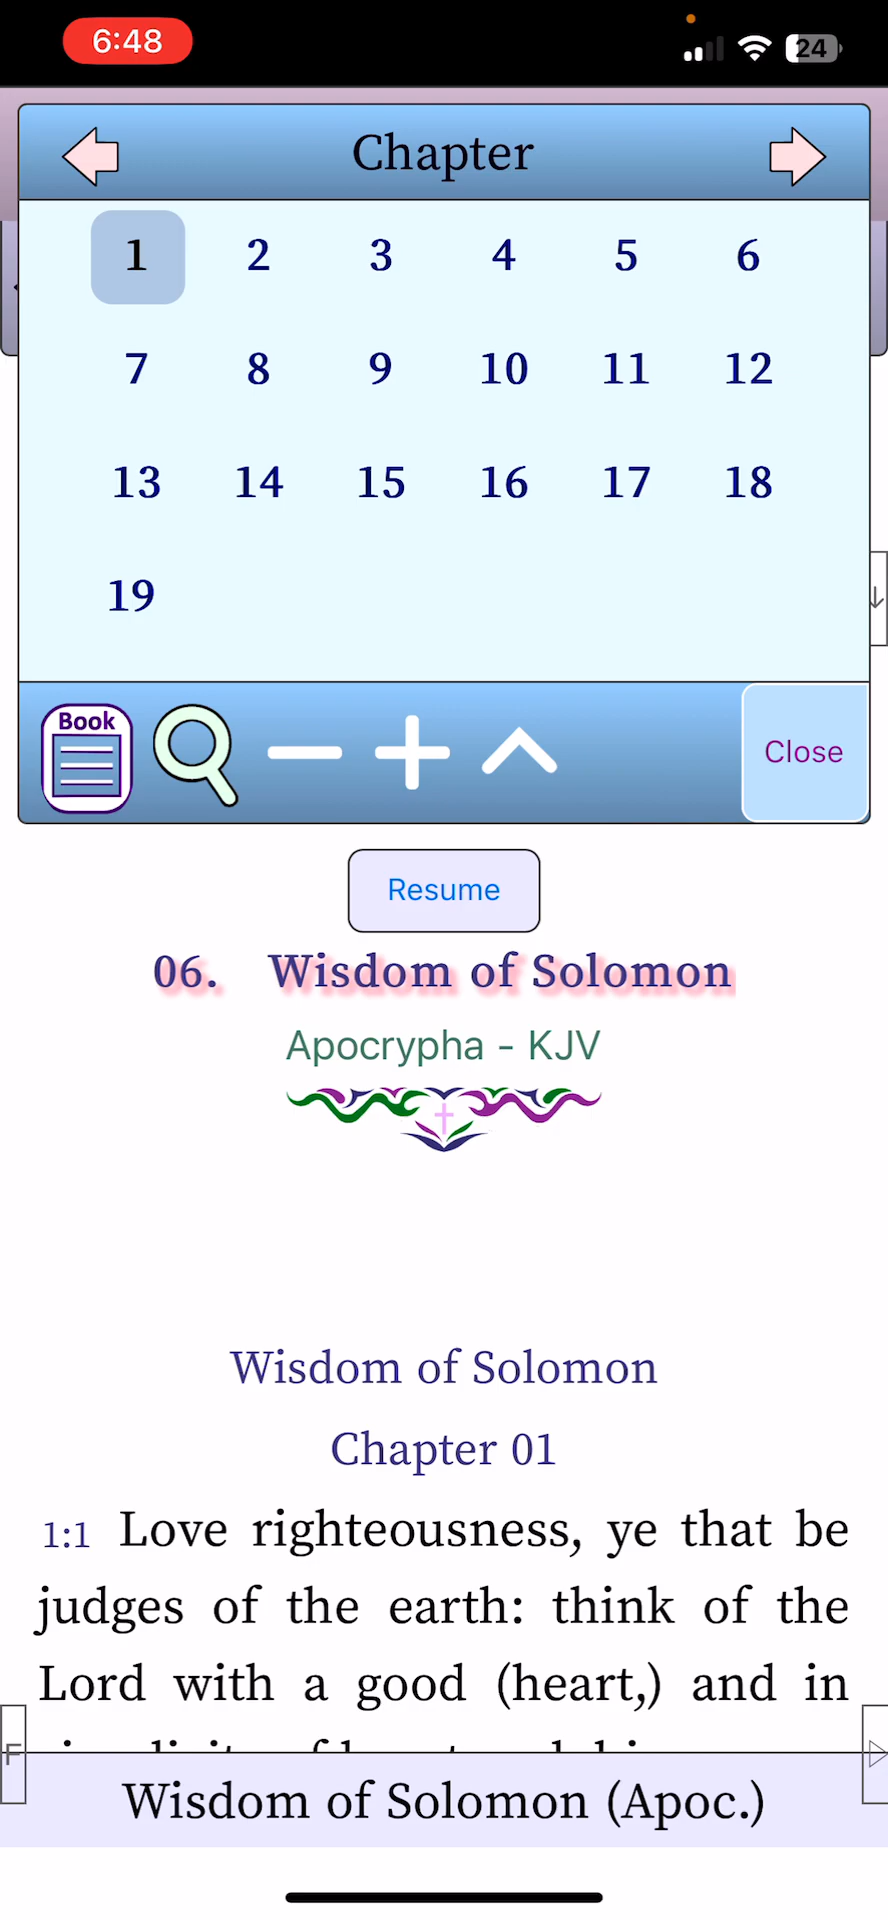 6:48
24
Chapter
1 2 3 4 5 6
7 8 9 10 11 12
13 14 15 16 17 18
19
Book
Close
Resume
06. Wisdom of Solomon
Apocrypha - KJV
Wisdom of Solomon
Chapter 01
1:1 Love righteousness, ye that be
judges of the earth: think of the
Lord with a good (heart,) and in
F
Wisdom of Solomon (Apoc.)